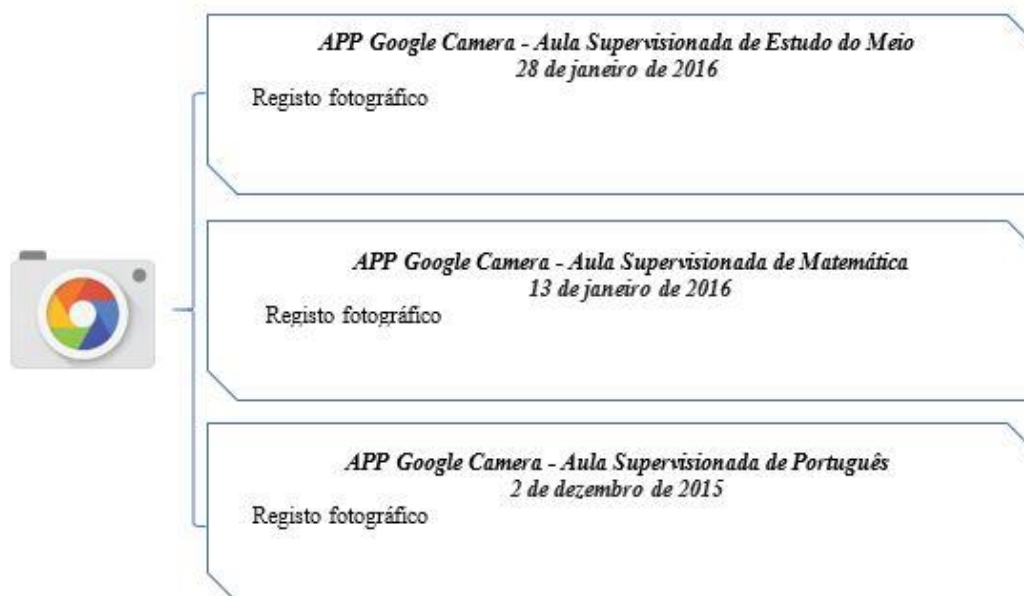 APP Google Camera - Aula Supervisionada de Estudo do Meio
28 de janeiro de 2016
Registo fotográfico
APP Google Camera - Aula Supervisionada de Matemática
13 de janeiro de 2016
Registo fotográfico
APP Google Camera - Aula Supervisionada de Português
2 de dezembro de 2015
Registo fotográfico